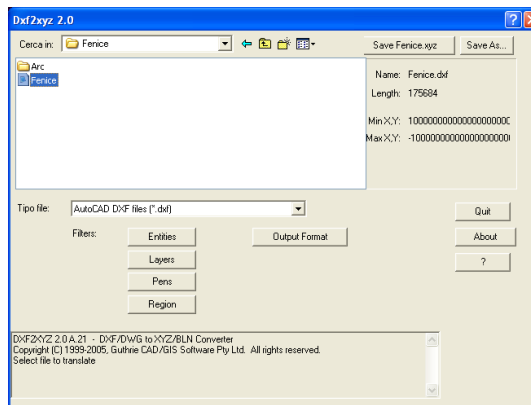 Dxf2xyz 2.0
Cerca in: Fenice
Save Fenice.xyz Save As...
Arc
Fenice
Name: Fenice.dxf
Length: 175684
Min X,Y: 10000000000000000000C
Max X,Y: -1000000000000000000(
Tipo file: AutoCAD DXF files (*.dxf)
Quit
Filters: Entities Output Format About
Layers ?
Pens
Region
DXF2XYZ 2.0 A.21 - DXF/DWG to XYZ/BLN Converter
Copyright (C) 1999-2005, Guthrie CAD/GIS Software Pty Ltd. All rights reserved.
Select file to translate